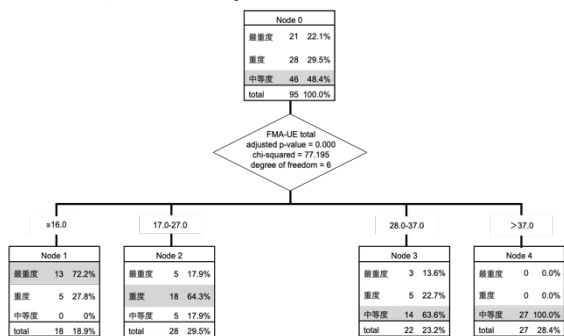 Node 0
最重度 21 22.1%
重度 28 29.5%
中等度 46 48.4%
total 95 100.0%
FMA-UE total
adjusted p-value = 0.000
chi-squared = 77.195
degree of freedom = 6
≤16.0
17.0-27.0
28.0-37.0
＞37.0
Node 1
最重度 13 72.2%
重度 5 27.8%
中等度 0 0%
total 18 18.9%
Node 2
最重度 5 17.9%
重度 18 64.3%
中等度 5 17.9%
total 28 29.5%
Node 3
最重度 3 13.6%
重度 5 22.7%
中等度 14 63.6%
total 22 23.2%
Node 4
最重度 0 0.0%
重度 0 0.0%
中等度 27 100.0%
total 27 28.4%